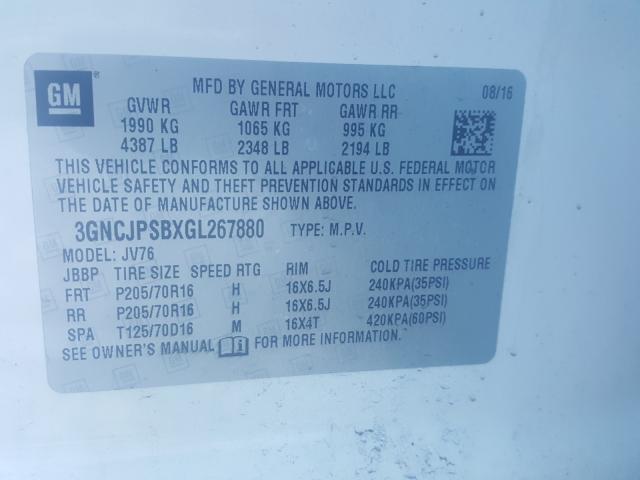 GM
®
MFD BY GENERAL MOTORS LLC 08/16
GVWR GAWR FRT GAWR RR
1990 KG 1065 KG 995 KG
4387 LB 2348 LB 2194 LB
THIS VEHICLE CONFORMS TO ALL APPLICABLE U.S. FEDERAL MOTOR
VEHICLE SAFETY AND THEFT PREVENTION STANDARDS IN EFFECT ON
THE DATE OF MANUFACTURE SHOWN ABOVE.
3GNCJPSBXGL267880 TYPE: M.P.V.
MODEL: JV76
JBBP TIRE SIZE SPEED RTG RIM COLD TIRE PRESSURE
FRT P205/70R16 H 16X6.5J 240KPA(35PSI)
RR P205/70R16 H 16X6.5J 240KPA(35PSI)
SPA T125/70D16 M 16X4T 420KPA(60PSI)
SEE OWNER'S MANUAL FOR MORE INFORMATION.